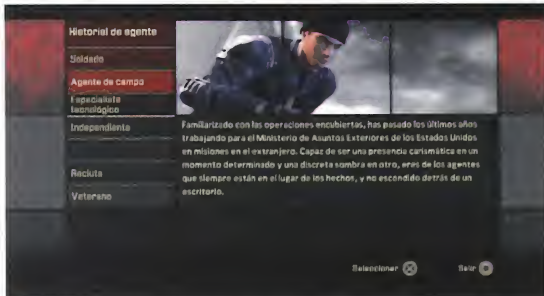 Historial de agente
Soldado
Agente de campo
Especialista
tecnológico
Independiente
Recluta
Veterano
Familiarizado con las operaciones encubiertas, has pasado los últimos años
trabajando para el Ministerio de Asuntos Exteriores de los Estados Unidos
en misiones en el extranjero. Capaz de ser una presencia carismática en un
momento determinado y una discreta sombra en otro, eres de los agentes
que siempre están en el lugar de los hechos, y no escondido detrás de un
escritorio.
Seleccionar
Salir